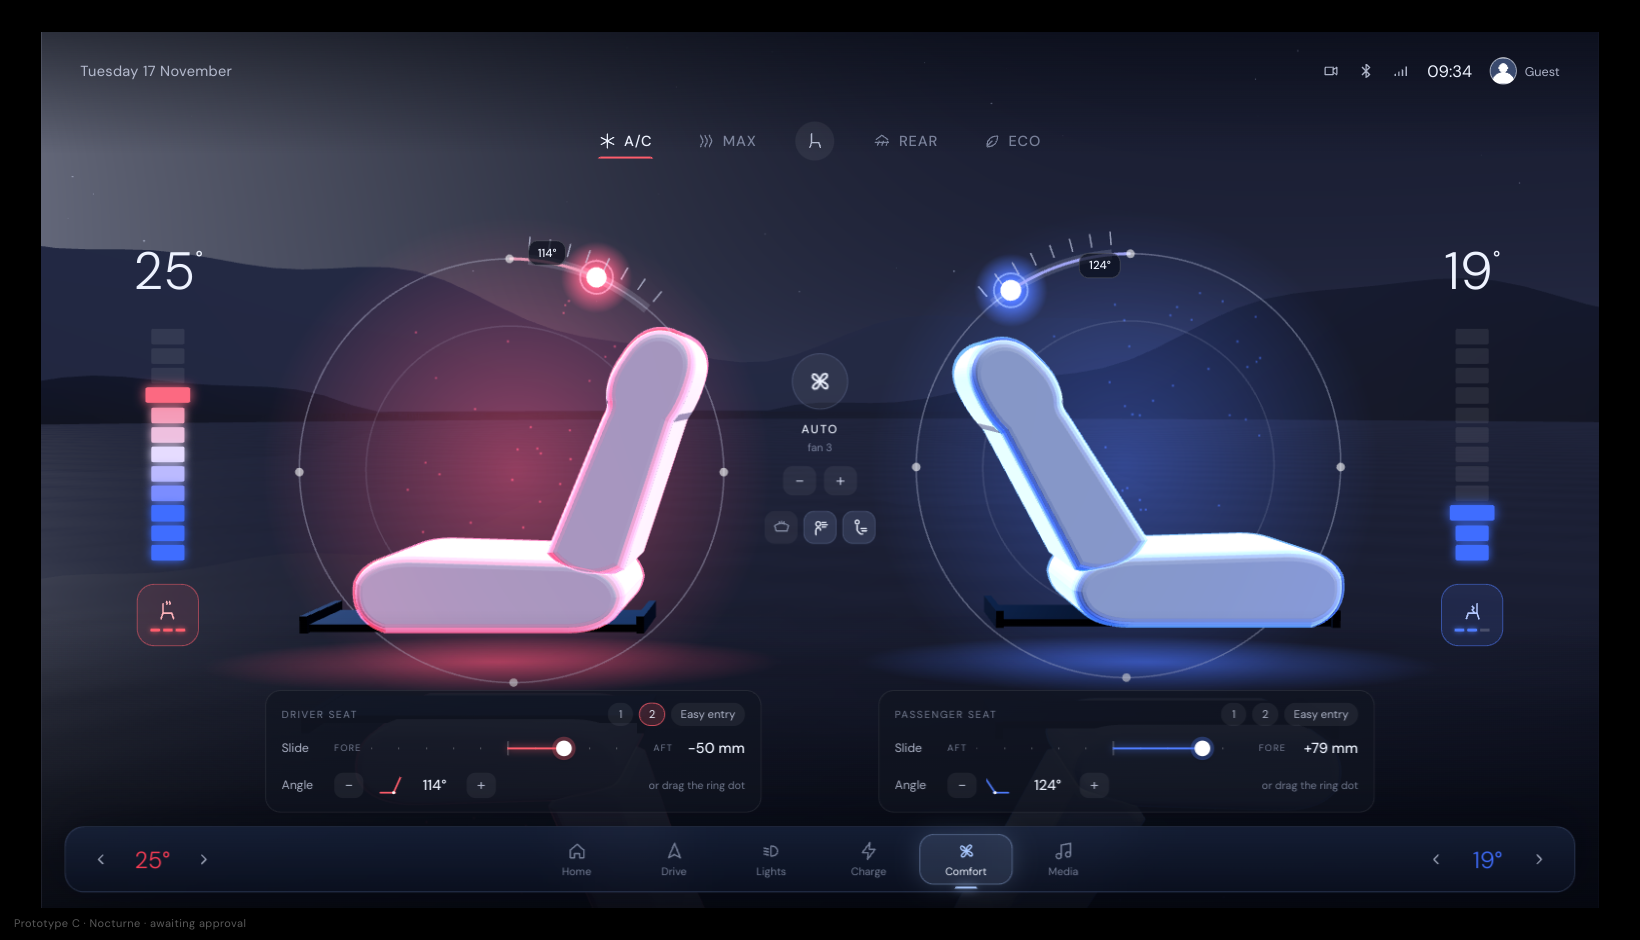 Tuesday 17 November
09:34 Guest
A/C MAX REAR ECO
114°
124°
25°
19°
AUTO
fan 3
− +
DRIVER SEAT 1 2 Easy entry
Slide FORE AFT -50 mm
Angle − 114° + or drag the ring dot
PASSENGER SEAT 1 2 Easy entry
Slide AFT FORE +79 mm
Angle − 124° + or drag the ring dot
25°
Home Drive Lights Charge Comfort Media
19°
Prototype C · Nocturne · awaiting approval